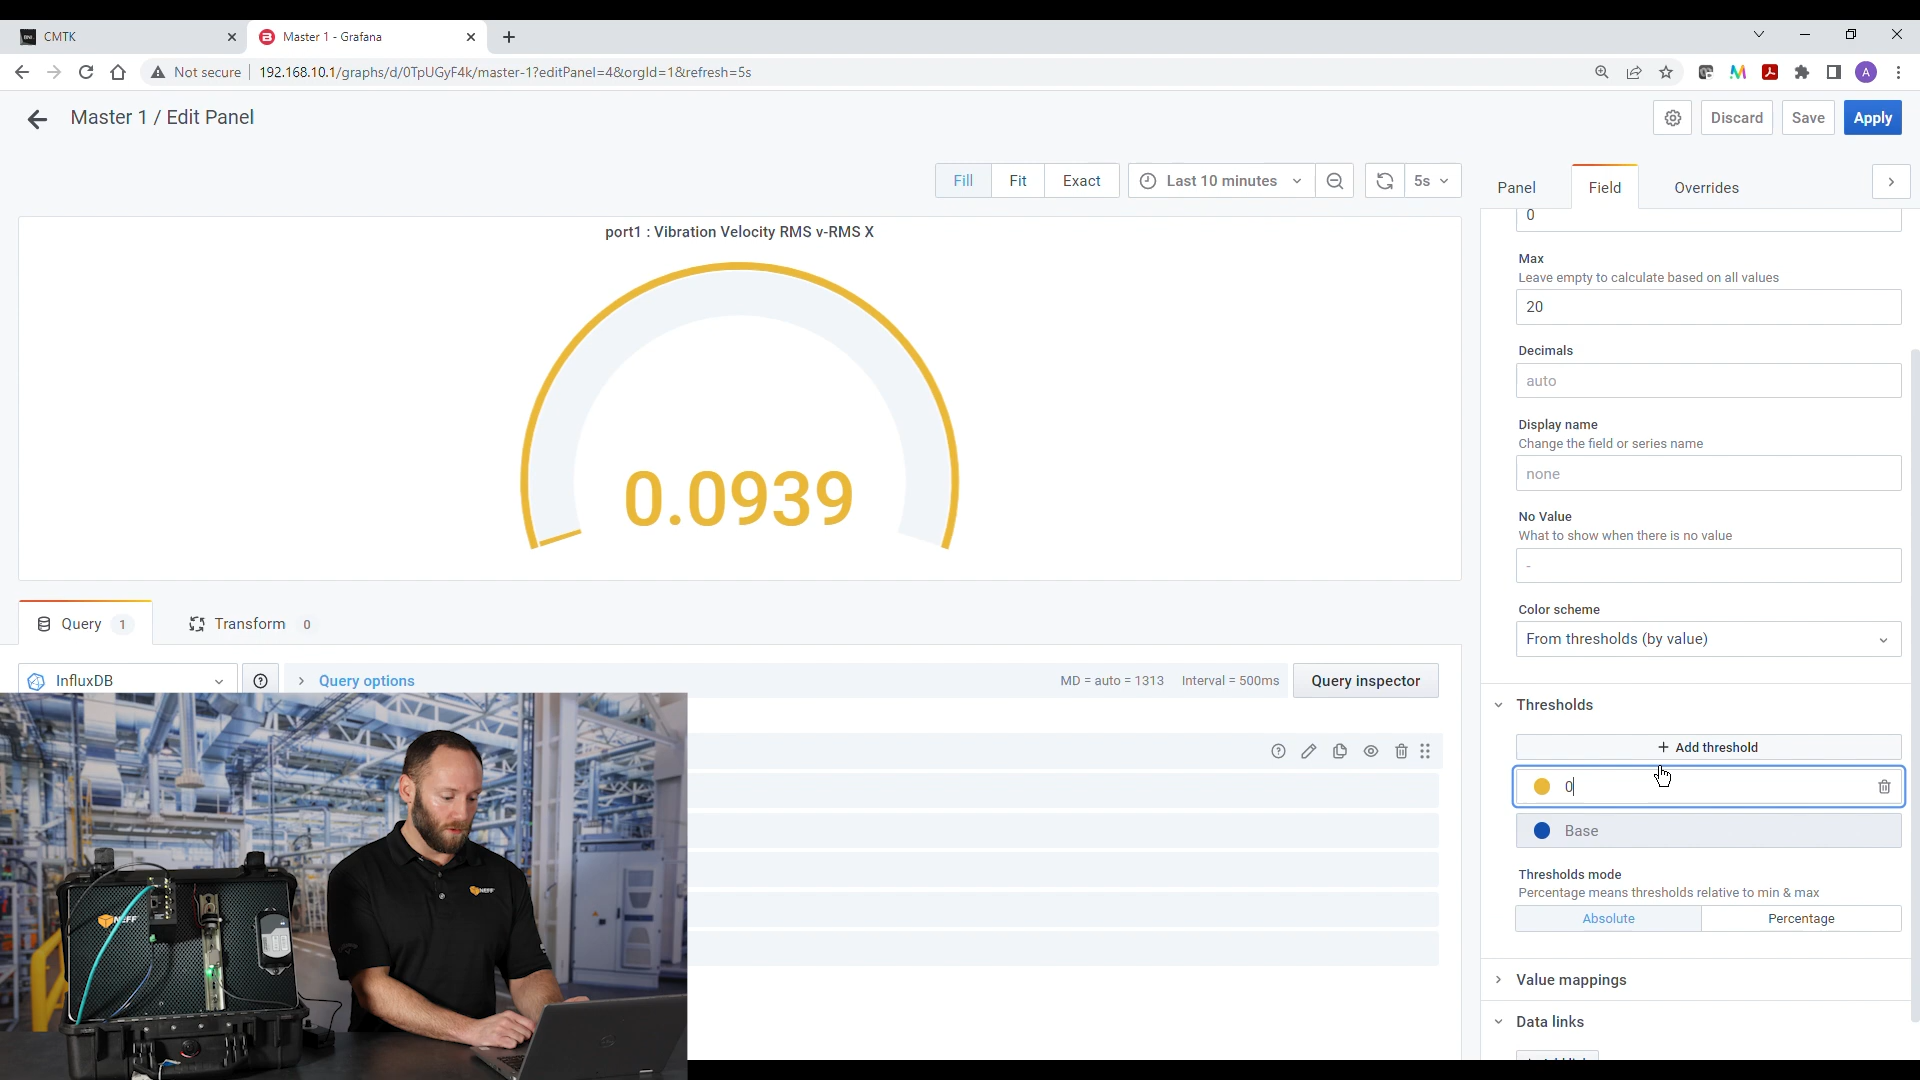 CMTK
Master 1 - Grafana
Not secure
192.168.10.1/graphs/d/0TpUGyF4k/master-1?editPanel=4&orgId=1&refresh=5s
A
Master 1 / Edit Panel
Discard
Save
Apply
Fill
Fit
Exact
Last 10 minutes
5s
Panel
Field
Overrides
port1 : Vibration Velocity RMS v-RMS X
0.0939
0
Max
Leave empty to calculate based on all values
20
Decimals
auto
Display name
Change the field or series name
none
No Value
What to show when there is no value
-
Color scheme
From thresholds (by value)
Query 1
Transform 0
InfluxDB
Query options
MD = auto = 1313
Interval = 500ms
Query inspector
Thresholds
+ Add threshold
0
Base
Thresholds mode
Percentage means thresholds relative to min & max
Absolute
Percentage
Value mappings
Data links
NEFF
NEFF